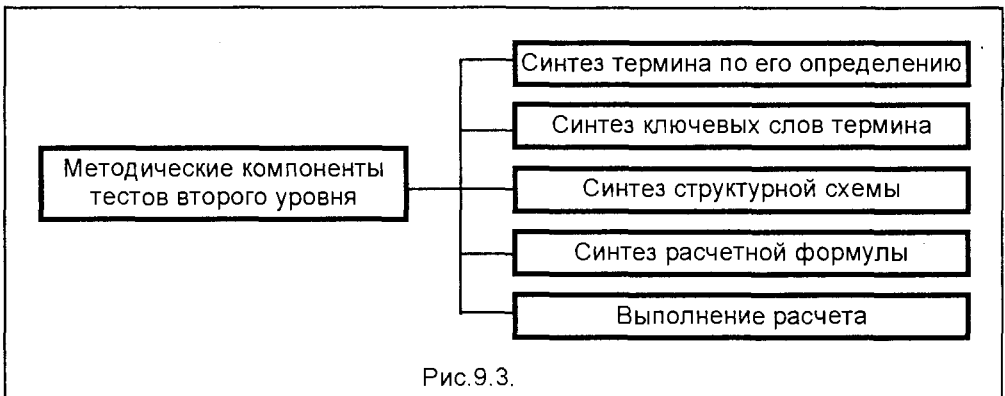 Методические компоненты
тестов второго уровня
Синтез термина по его определению
Синтез ключевых слов термина
Синтез структурной схемы
Синтез расчетной формулы
Выполнение расчета
Рис.9.3.